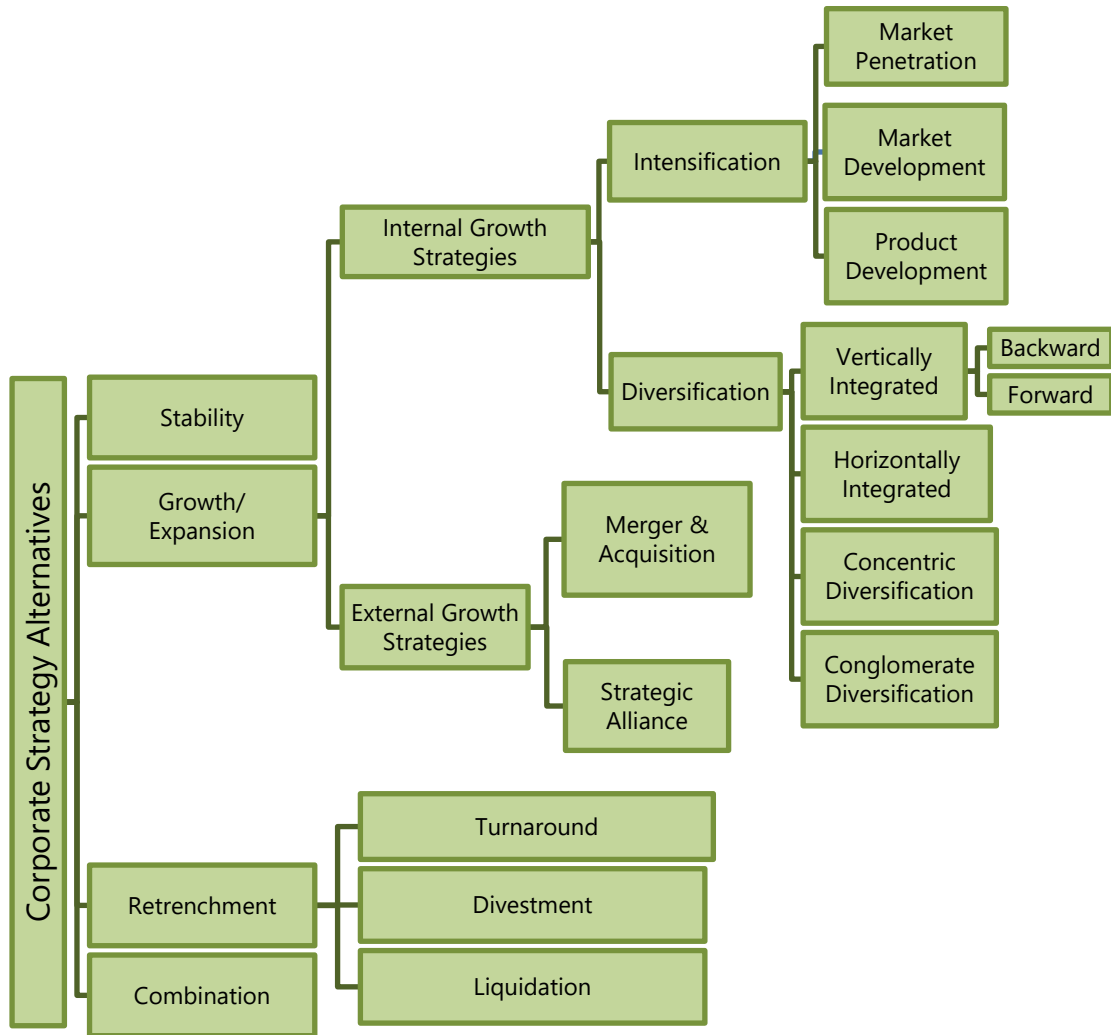 Corporate Strategy Alternatives
Stability
Growth/
Expansion
Internal Growth
Strategies
Intensification
Market
Penetration
Market
Development
Product
Development
Diversification
Vertically
Integrated
Backward
Forward
Horizontally
Integrated
Concentric
Diversification
Conglomerate
Diversification
External Growth
Strategies
Merger &
Acquisition
Strategic
Alliance
Retrenchment
Turnaround
Divestment
Liquidation
Combination